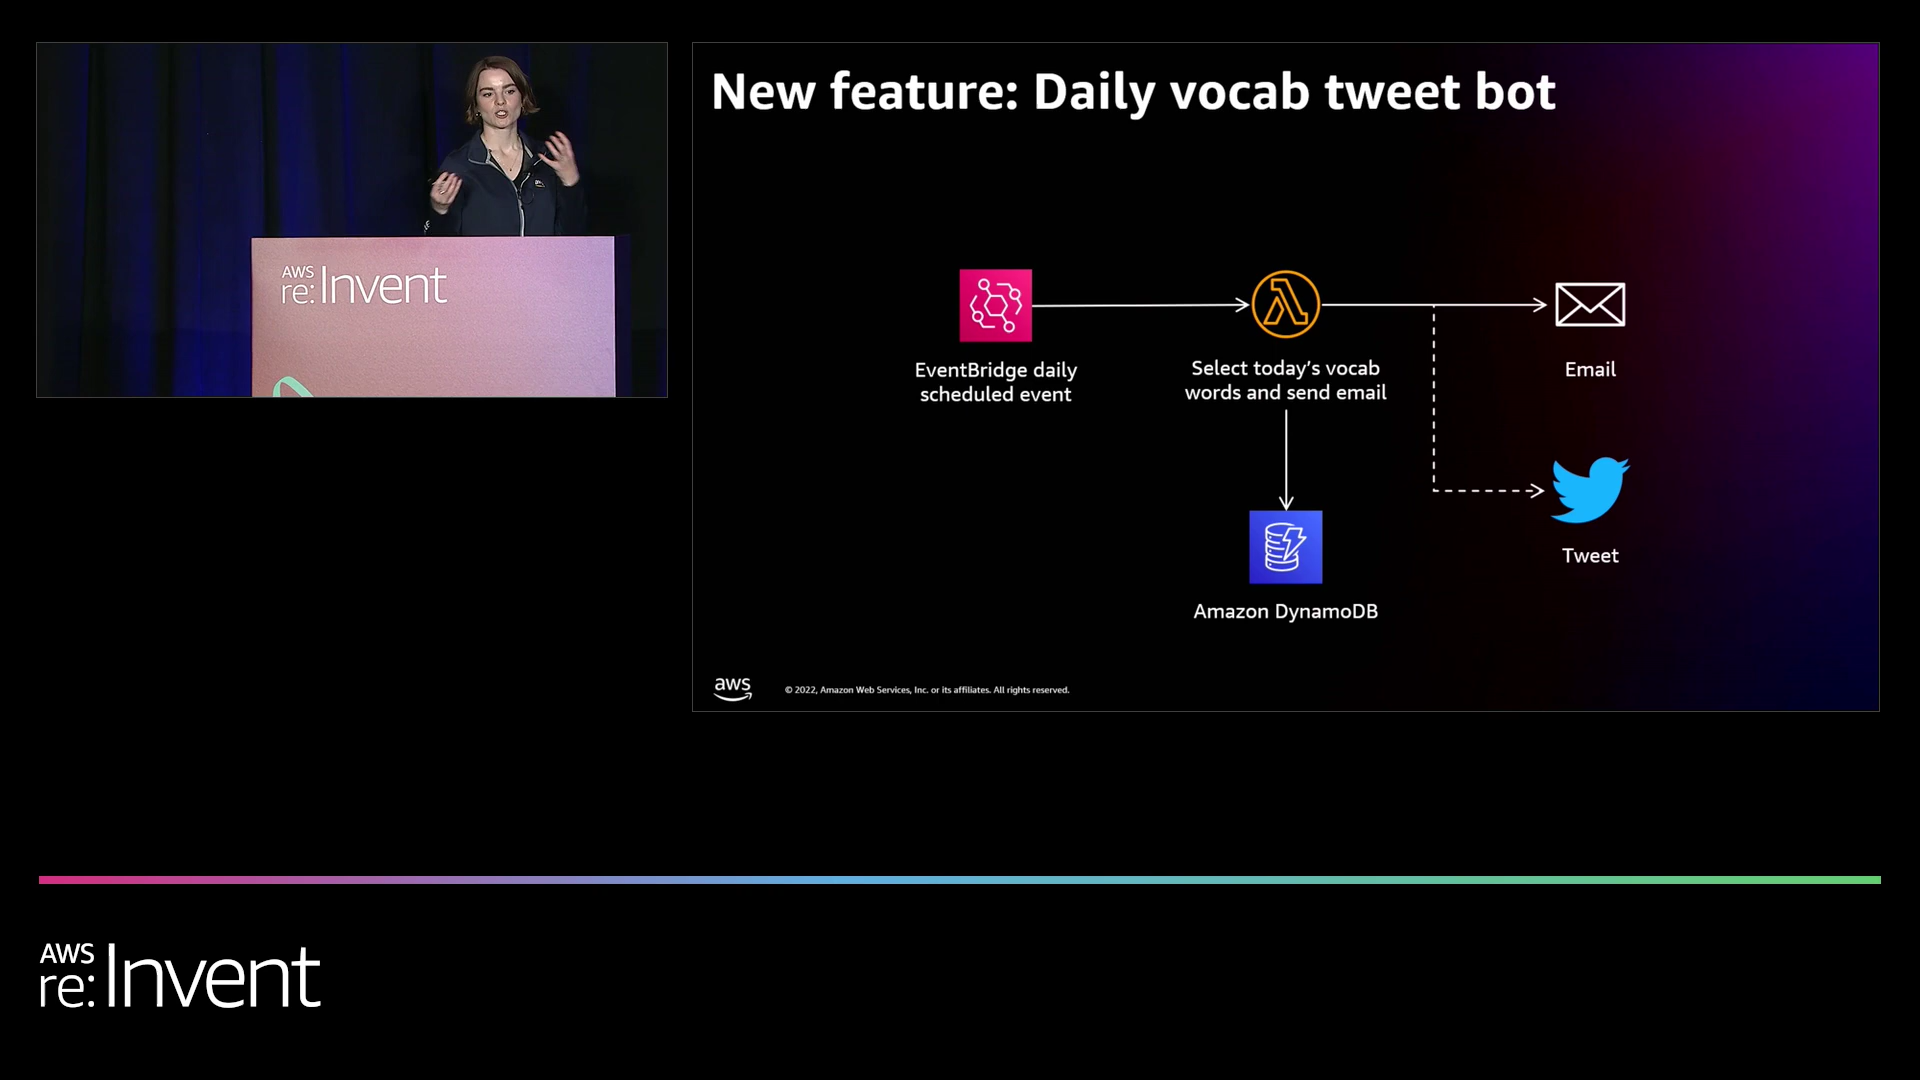 AWS
re:Invent
New feature: Daily vocab tweet bot
EventBridge daily
scheduled event
Select today's vocab
words and send email
Email
Tweet
Amazon DynamoDB
aws
© 2022, Amazon Web Services, Inc. or its affiliates. All rights reserved.
AWS
re:Invent